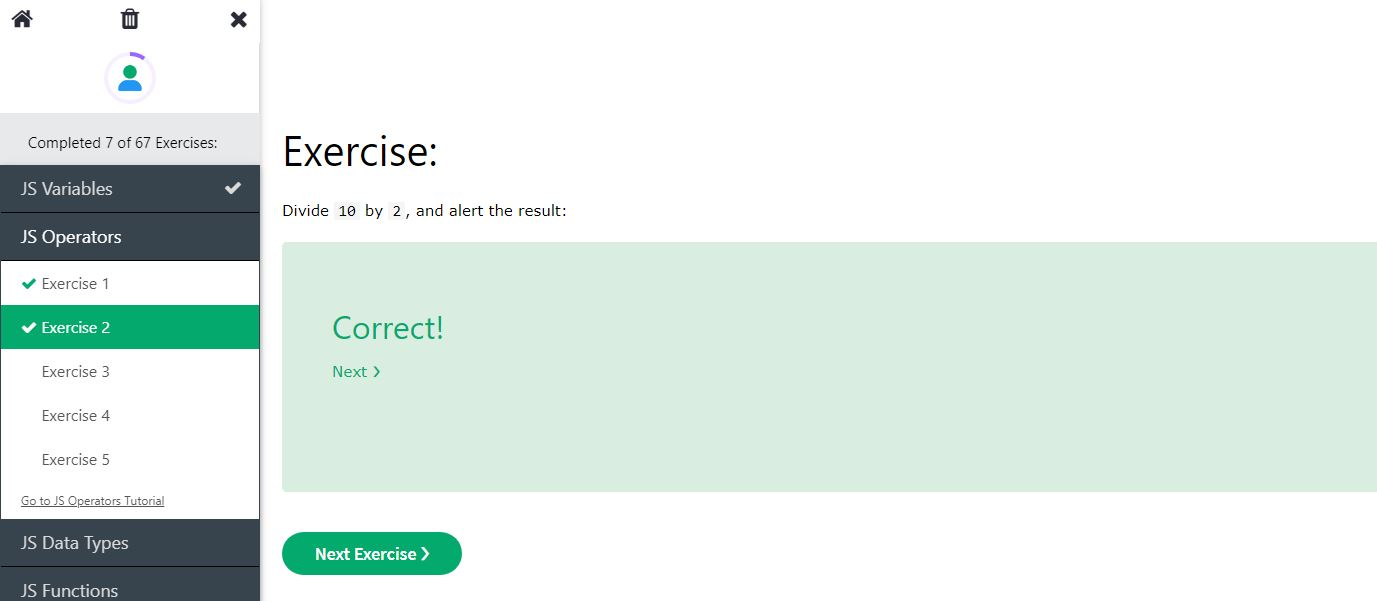 Completed 7 of 67 Exercises:
JS Variables
JS Operators
Exercise 1
Exercise 2
Exercise 3
Exercise 4
Exercise 5
Go to JS Operators Tutorial
JS Data Types
JS Functions
Exercise:
Divide 10 by 2, and alert the result:
Correct!
Next ❯
Next Exercise ❯